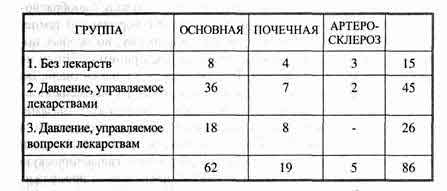 ГРУППА ОСНОВНАЯ ПОЧЕЧНАЯ АРТЕРО-
СКЛЕРОЗ
1. Без лекарств 8 4 3 15
2. Давление, управляемое
лекарствами 36 7 2 45
3. Давление, управляемое
вопреки лекарствам 18 8 - 26
62 19 5 86